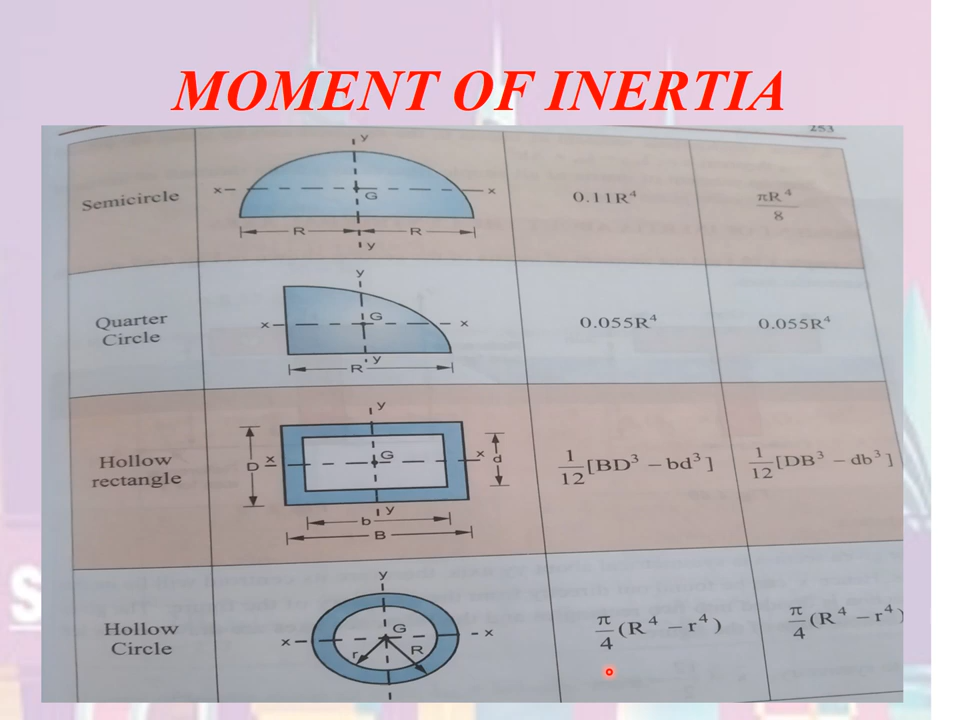 MOMENT OF INERTIA
253
Semicircle
y
x
x
G
R
R
y
0.11R⁴
πR⁴
8
Quarter
Circle
y
x
x
G
y
R
0.055R⁴
0.055R⁴
Hollow
rectangle
y
D
x
x
d
G
y
b
B
1/12 [BD³ − bd³]
1/12 [DB³ − db³]
Hollow
Circle
y
x
x
G
r
R
π/4 (R⁴ − r⁴)
π/4 (R⁴ − r⁴)
S